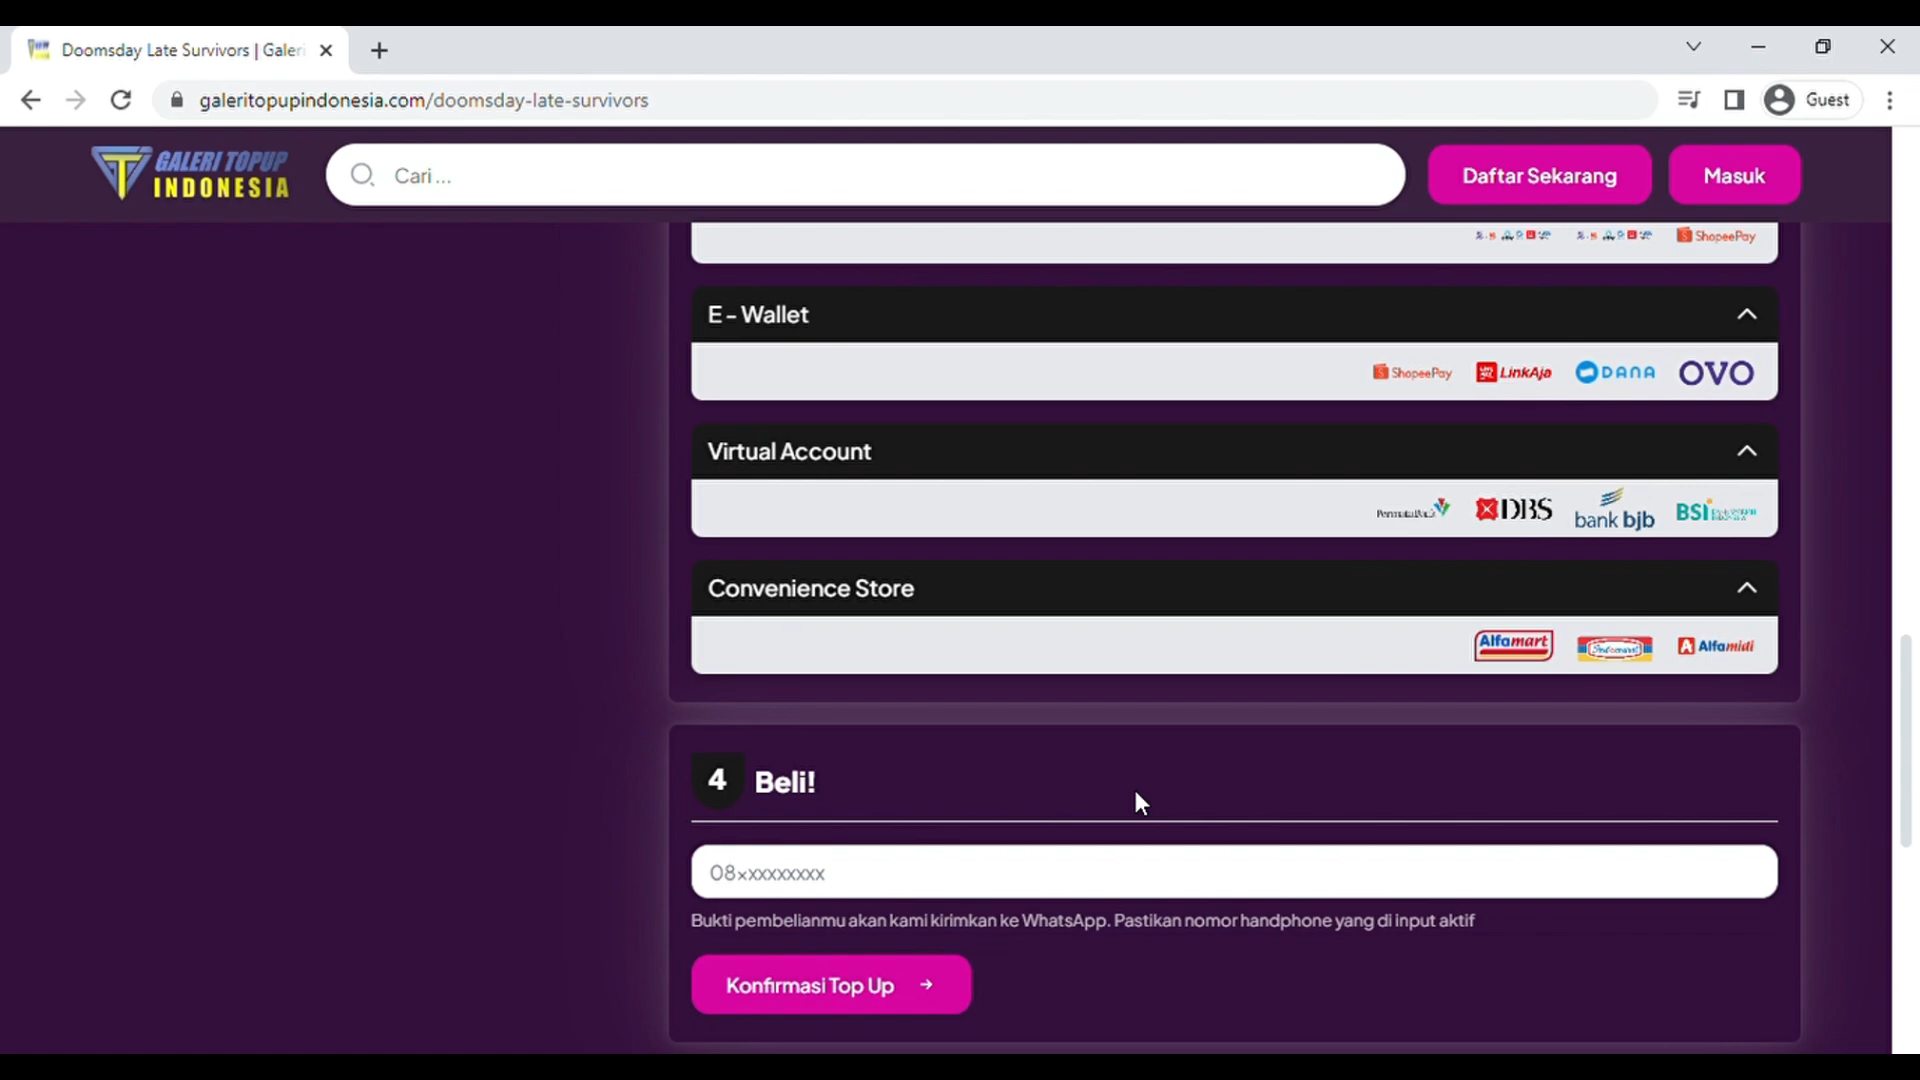 Doomsday Late Survivors | Galeri
galeritopupindonesia.com/doomsday-late-survivors
Guest
GALERI TOPUP
INDONESIA
Cari ...
Daftar Sekarang
Masuk
ShopeePay
E - Wallet
ShopeePay LinkAja DANA OVO
Virtual Account
PermataBank DBS bank bjb BSI
Convenience Store
Alfamart Indomaret Alfamidi
4 Beli!
08xxxxxxxxx
Bukti pembelianmu akan kami kirimkan ke WhatsApp. Pastikan nomor handphone yang di input aktif
Konfirmasi Top Up